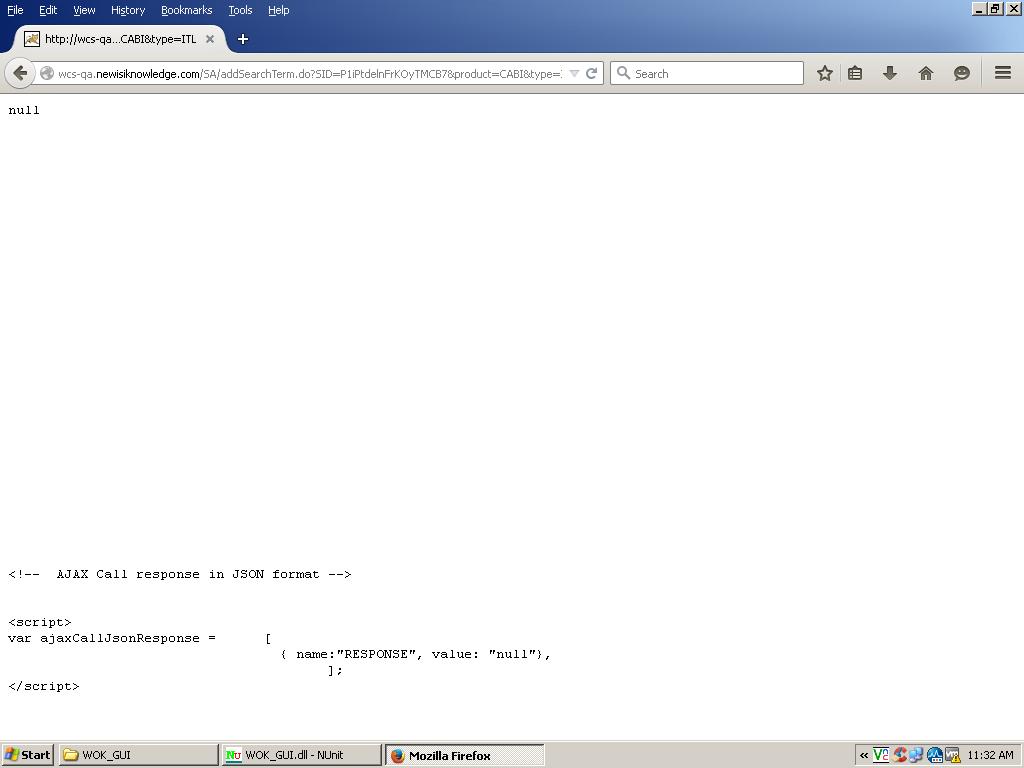 File Edit View History Bookmarks Tools Help
http://wcs-qa...CABI&type=ITL
wcs-qa.newisiknowledge.com/SA/addSearchTerm.do?SID=P1iPtdelnFrKOyTMCB7&product=CABI&type= Search
null
<!--  AJAX Call response in JSON format -->
<script>
var ajaxCallJsonResponse =      [
{ name:"RESPONSE", value: "null"},
];
</script>
Start WOK_GUI WOK_GUI.dll - NUnit Mozilla Firefox 11:32 AM